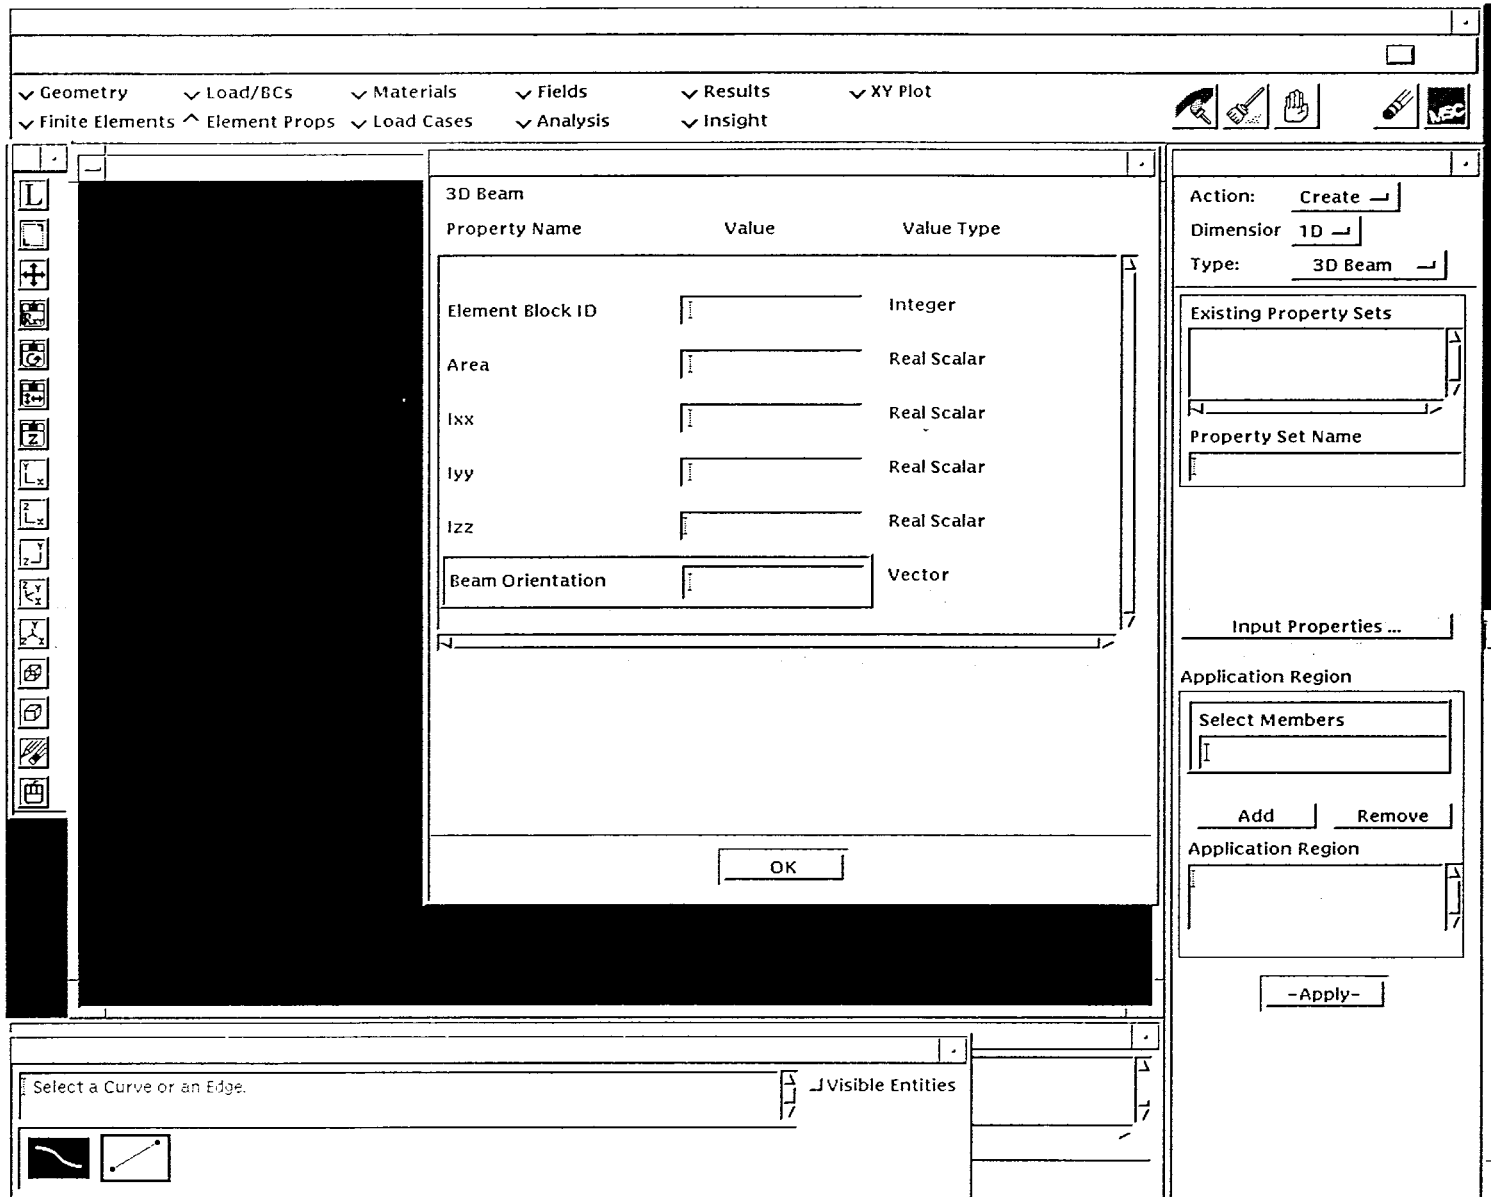 Geometry Load/BCs Materials Fields Results XY Plot
Finite Elements Element Props Load Cases Analysis Insight
MSC
L
3D Beam
Property Name Value Value Type
Element Block ID Integer
Area Real Scalar
Ixx Real Scalar
Iyy Real Scalar
Izz Real Scalar
Beam Orientation Vector
OK
Action: Create
Dimension 1D
Type: 3D Beam
Existing Property Sets
Property Set Name
Input Properties ...
Application Region
Select Members
Add Remove
Application Region
-Apply-
Select a Curve or an Edge.
Visible Entities